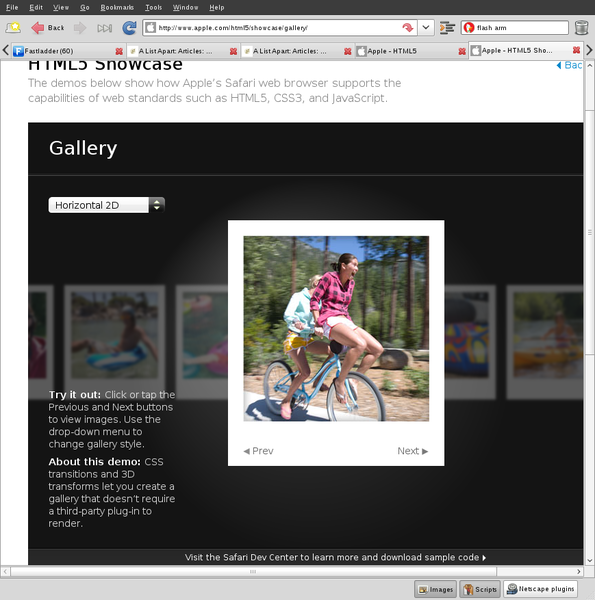 File Edit View Go Bookmarks Tools Window Help
Back http://www.apple.com/html5/showcase/gallery/ flash arm
Fastladder (60) A List Apart: Articles: ... A List Apart: Articles: ... Apple - HTML5 Apple - HTML5 Sho...
HTML5 Showcase
Bac
The demos below show how Apple's Safari web browser supports the
capabilities of web standards such as HTML5, CSS3, and JavaScript.
Gallery
Horizontal 2D
Try it out: Click or tap the
Previous and Next buttons
to view images. Use the
drop-down menu to
change gallery style.
About this demo: CSS
transitions and 3D
transforms let you create a
gallery that doesn't require
a third-party plug-in to
render.
◀ Prev Next ▶
Visit the Safari Dev Center to learn more and download sample code
Images Scripts Netscape plugins